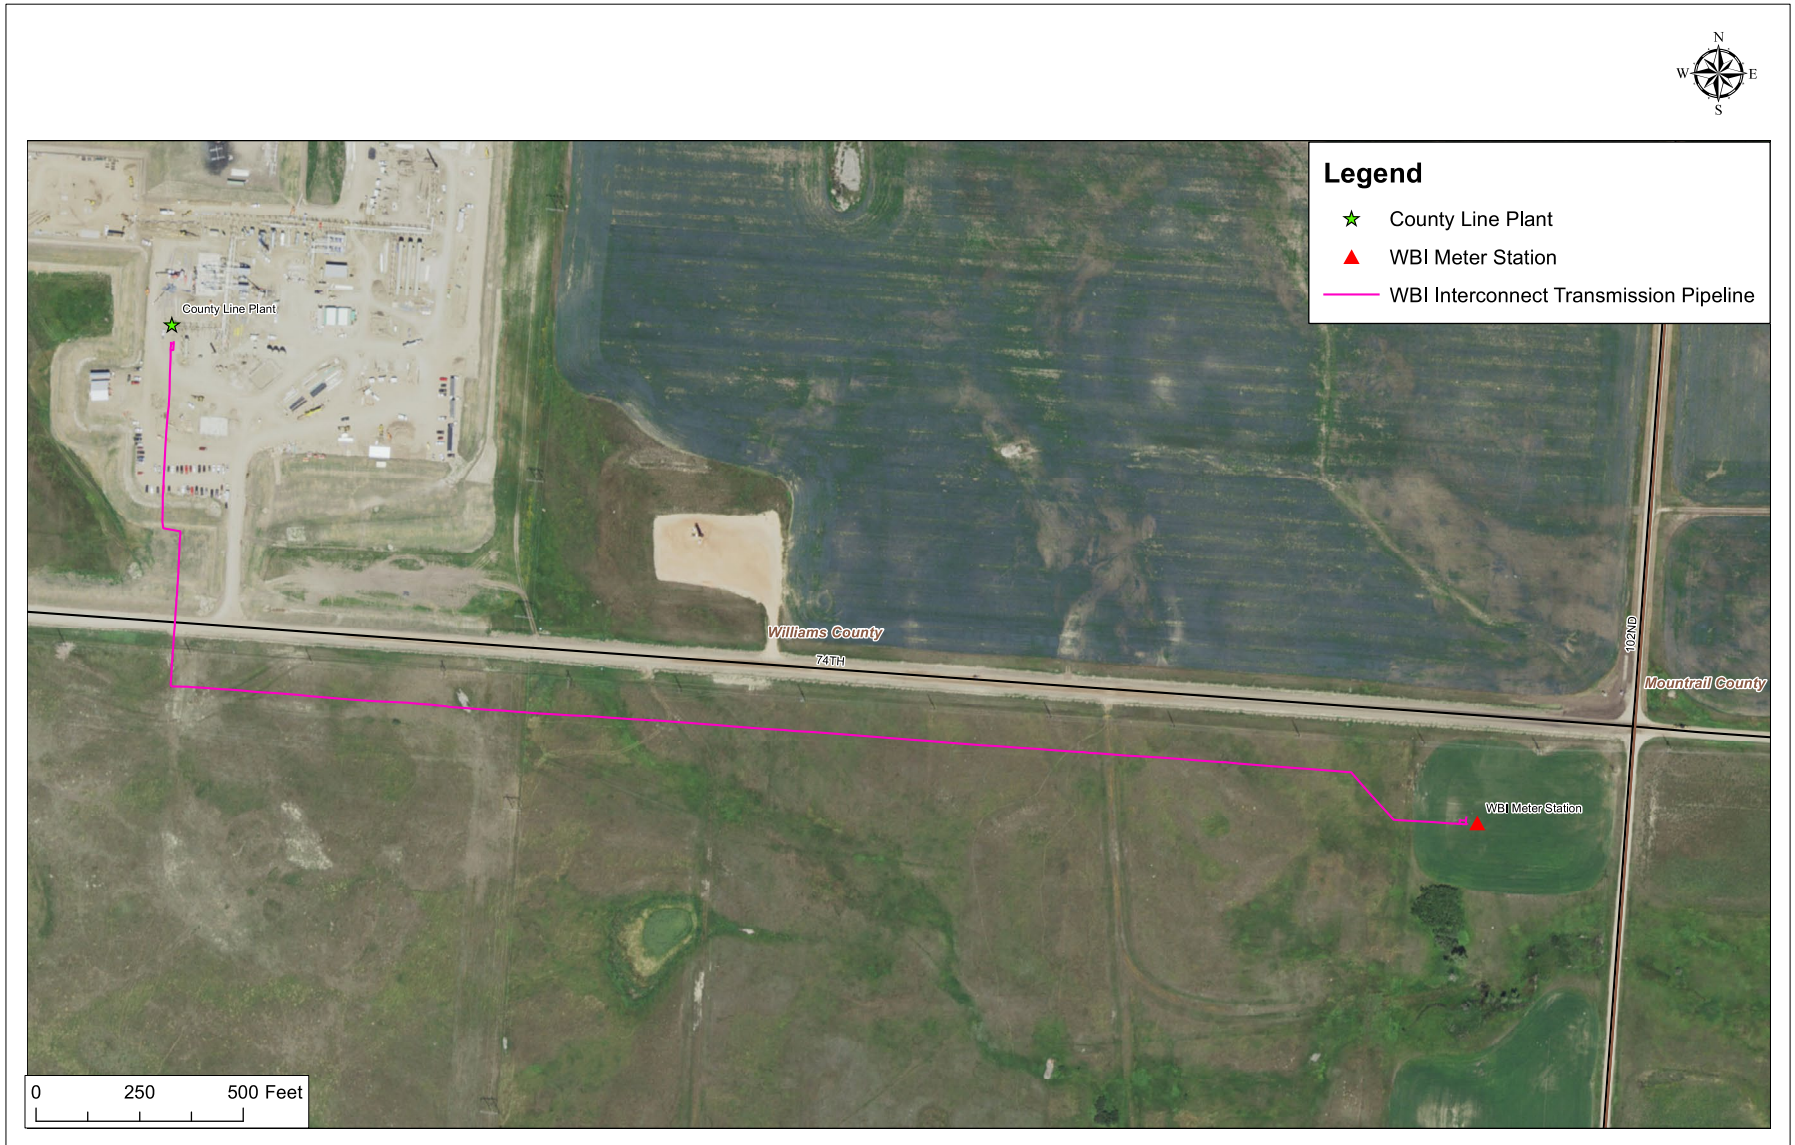 N
W E
S
Legend
County Line Plant
WBI Meter Station
WBI Interconnect Transmission Pipeline
County Line Plant
Williams County
74TH
102ND
Mountrail County
WBI Meter Station
0 250 500 Feet